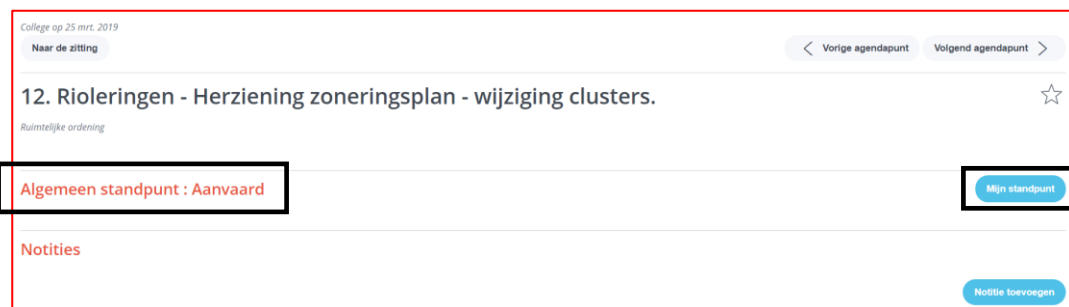 College op 25 mrt. 2019
Naar de zitting
Vorige agendapunt
Volgend agendapunt
12. Rioleringen - Herziening zoneringsplan - wijziging clusters.
Ruimtelijke ordening
Algemeen standpunt : Aanvaard
Mijn standpunt
Notities
Notitie toevoegen